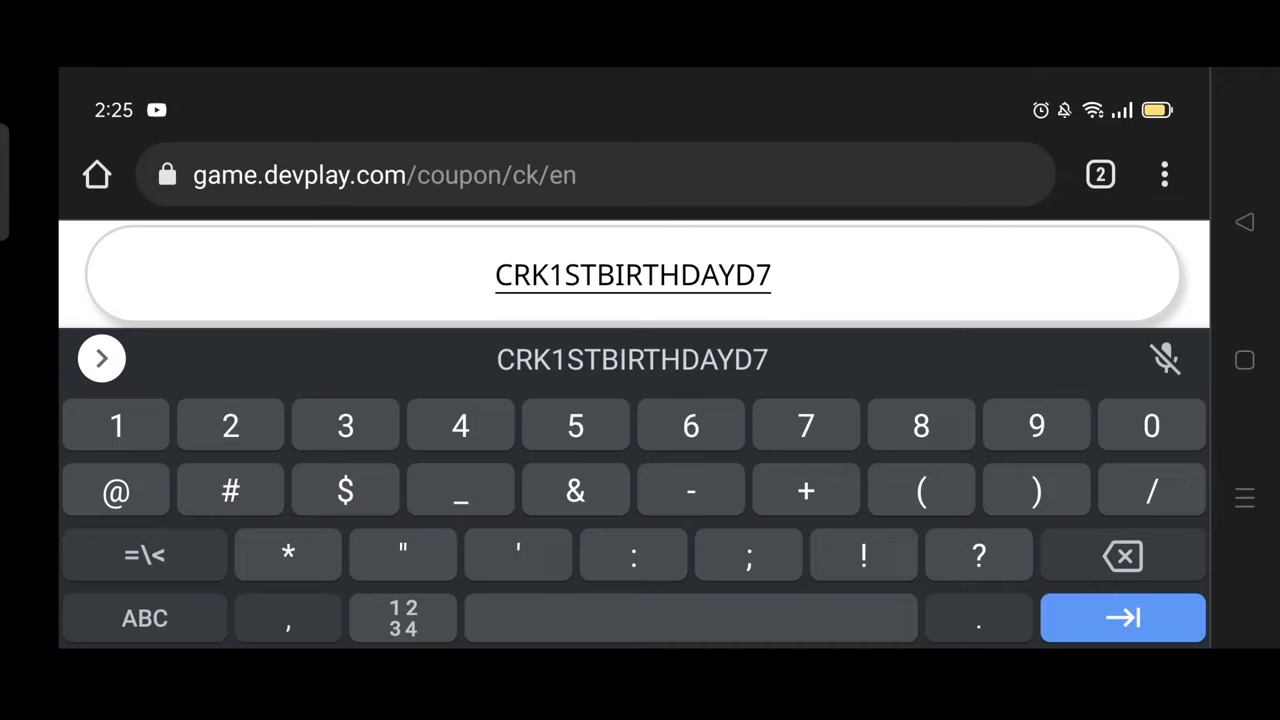 2:25
game.devplay.com/coupon/ck/en
2
CRK1STBIRTHDAYD7
CRK1STBIRTHDAYD7
1 2 3 4 5 6 7 8 9 0
@ # $ _ & - + ( ) /
=\< * " ' : ; ! ?
ABC , 12 34 .